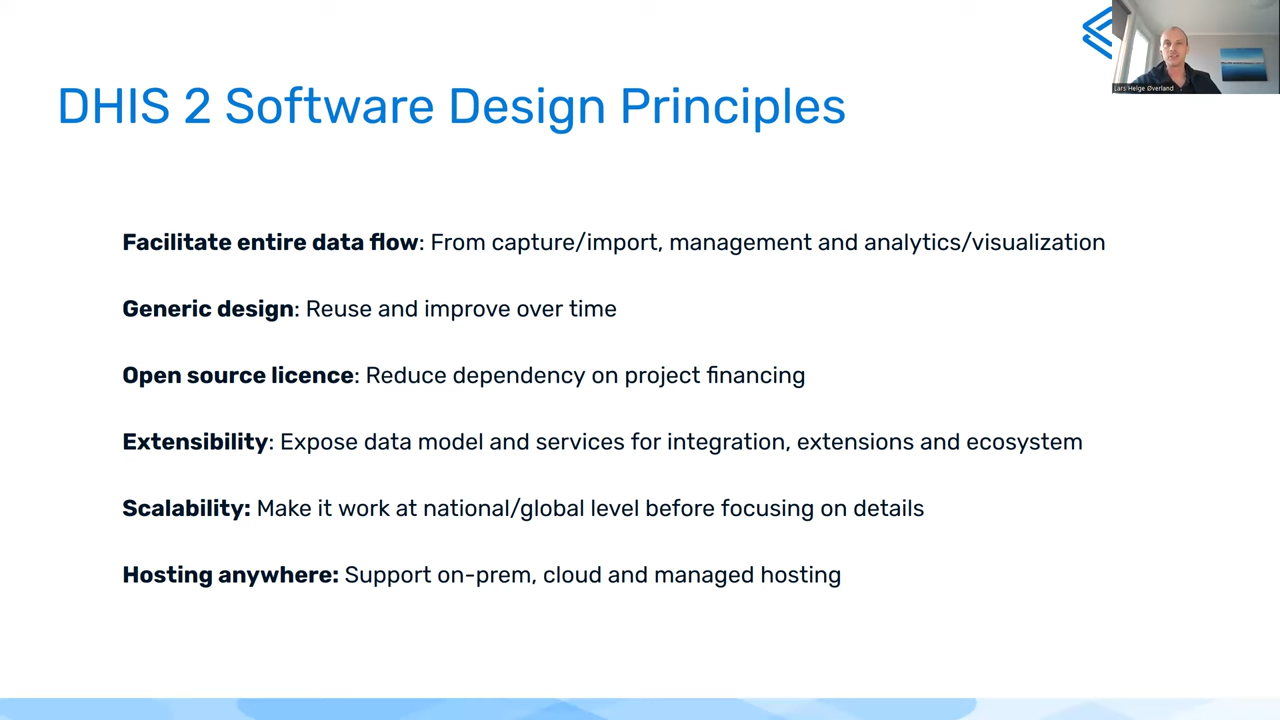 Lars Helge Øverland
DHIS 2 Software Design Principles
Facilitate entire data flow: From capture/import, management and analytics/visualization
Generic design: Reuse and improve over time
Open source licence: Reduce dependency on project financing
Extensibility: Expose data model and services for integration, extensions and ecosystem
Scalability: Make it work at national/global level before focusing on details
Hosting anywhere: Support on-prem, cloud and managed hosting